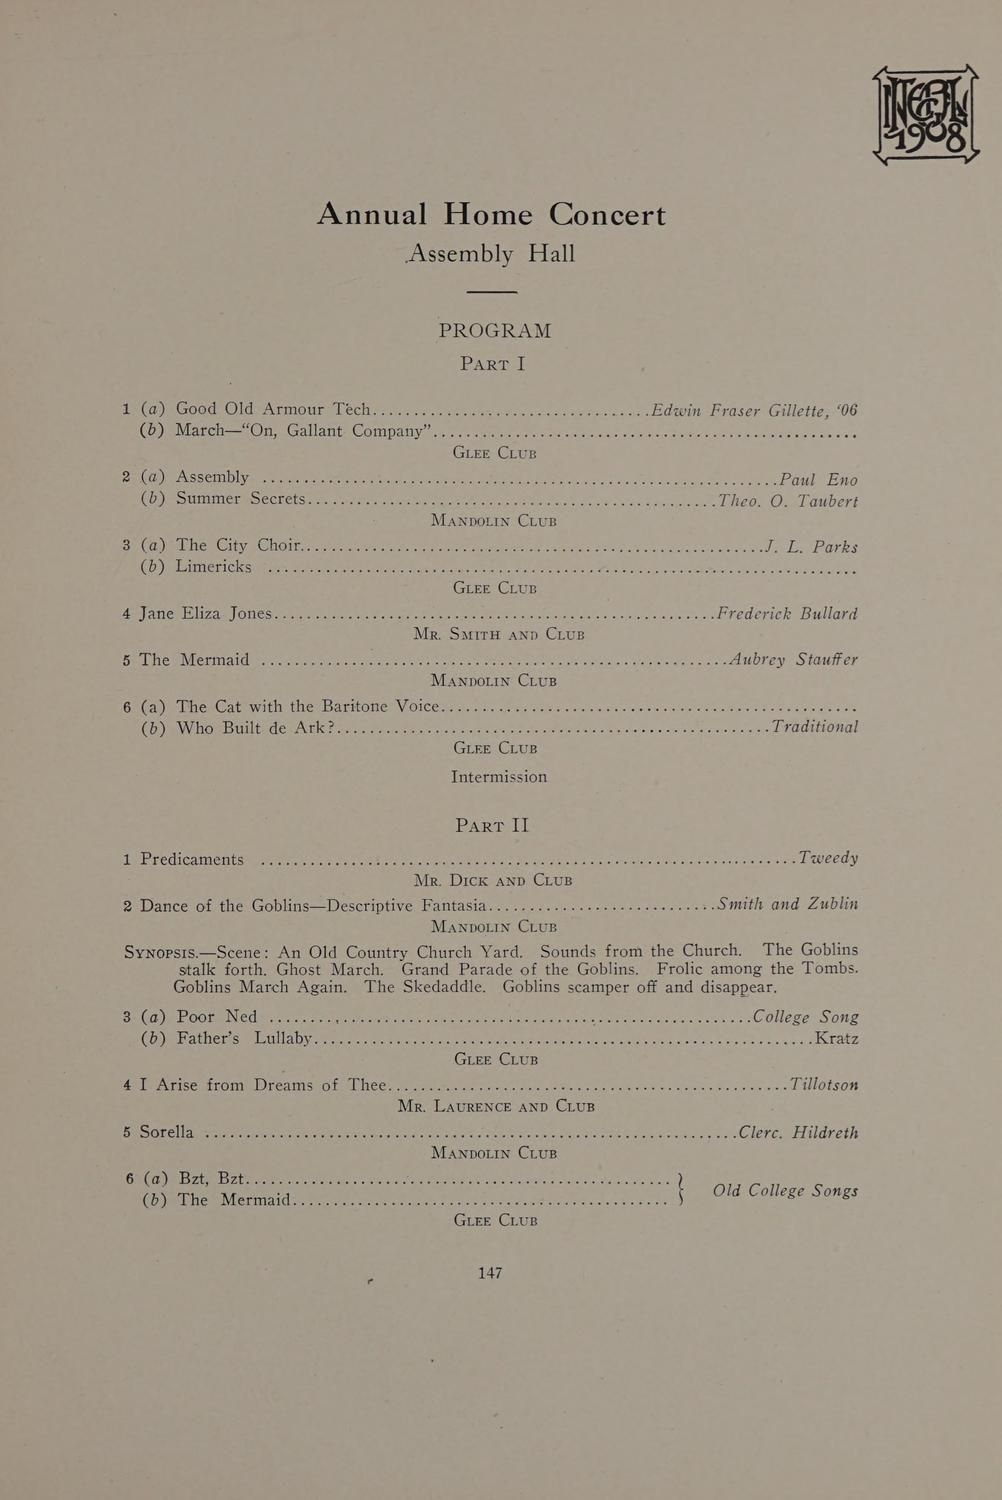 INTEGRAL
1908
Annual Home Concert
Assembly Hall
PROGRAM
PART I
1 (a) Good Old Armour Tech. . . . . . . . . . Edwin Fraser Gillette, '06
(b) March—"On, Gallant Company" . . . . . . . . . .
GLEE CLUB
2 (a) Assembly . . . . . . . . . . Paul Eno
(b) Summer Secrets. . . . . . . . . . Theo. O. Taubert
MANDOLIN CLUB
3 (a) The City Choir. . . . . . . . . . J. L. Parks
(b) Limericks . . . . . . . . . .
GLEE CLUB
4 Jane Eliza Jones. . . . . . . . . . Frederick Bullard
MR. SMITH AND CLUB
5 The Mermaid . . . . . . . . . . Aubrey Stauffer
MANDOLIN CLUB
6 (a) The Cat with the Baritone Voice. . . . . . . . . .
(b) Who Built de Ark?. . . . . . . . . . Traditional
GLEE CLUB
Intermission
PART II
1 Predicaments . . . . . . . . . . Tweedy
MR. DICK AND CLUB
2 Dance of the Goblins—Descriptive Fantasia. . . . . . . . . . Smith and Zublin
MANDOLIN CLUB
SYNOPSIS.—Scene: An Old Country Church Yard. Sounds from the Church. The Goblins
stalk forth. Ghost March. Grand Parade of the Goblins. Frolic among the Tombs.
Goblins March Again. The Skedaddle. Goblins scamper off and disappear.
3 (a) Poor Ned . . . . . . . . . . College Song
(b) Father's Lullaby. . . . . . . . . . Kratz
GLEE CLUB
4 I Arise from Dreams of Thee. . . . . . . . . . Tillotson
MR. LAURENCE AND CLUB
5 Sorella . . . . . . . . . . Clerc. Hildreth
MANDOLIN CLUB
6 (a) Bzt, Bzt. . . . . . . . . . }
(b) The Mermaid. . . . . . . . . . } Old College Songs
GLEE CLUB
147